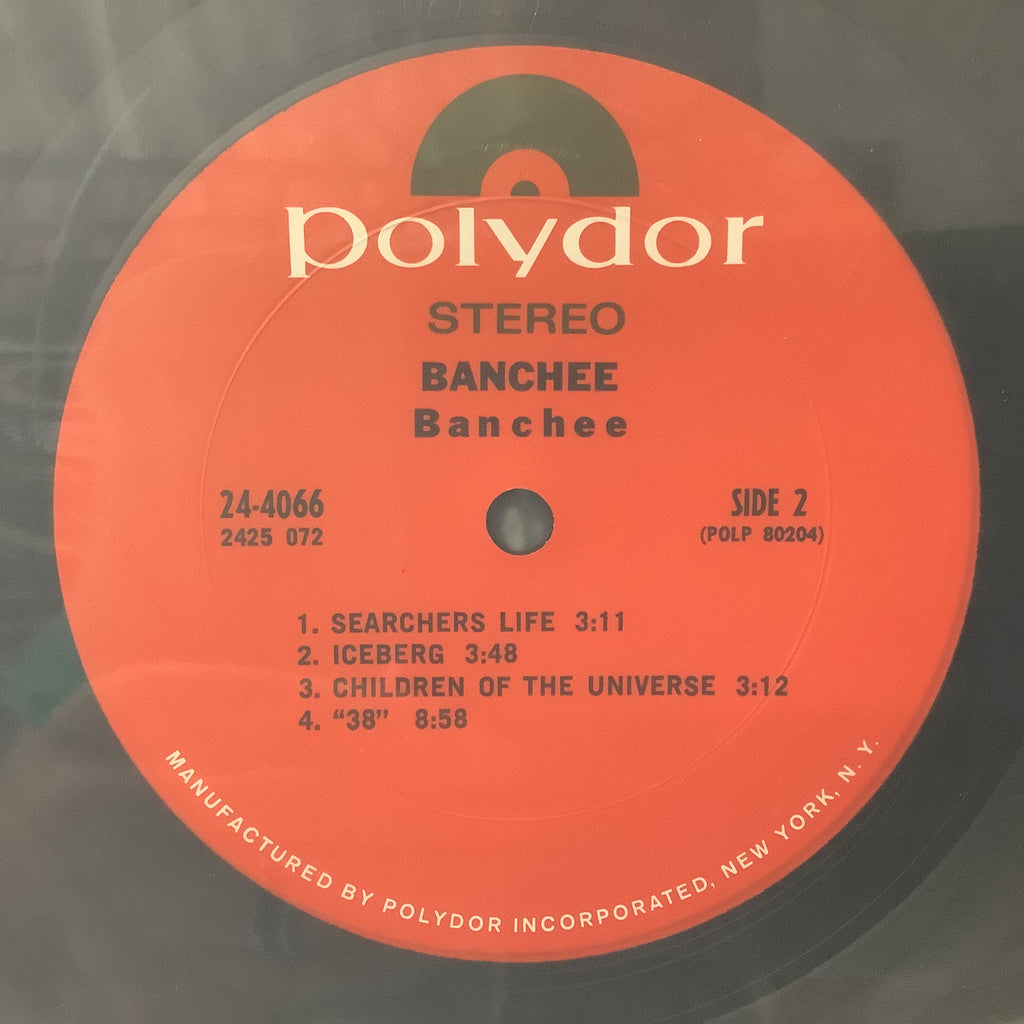 polydor
STEREO
BANCHEE
Banchee
24-4066
2425 072
SIDE 2
(POLP 80204)
1. SEARCHERS LIFE 3:11
2. ICEBERG 3:48
3. CHILDREN OF THE UNIVERSE 3:12
4. “38” 8:58
MANUFACTURED BY POLYDOR INCORPORATED, NEW YORK, N.Y.